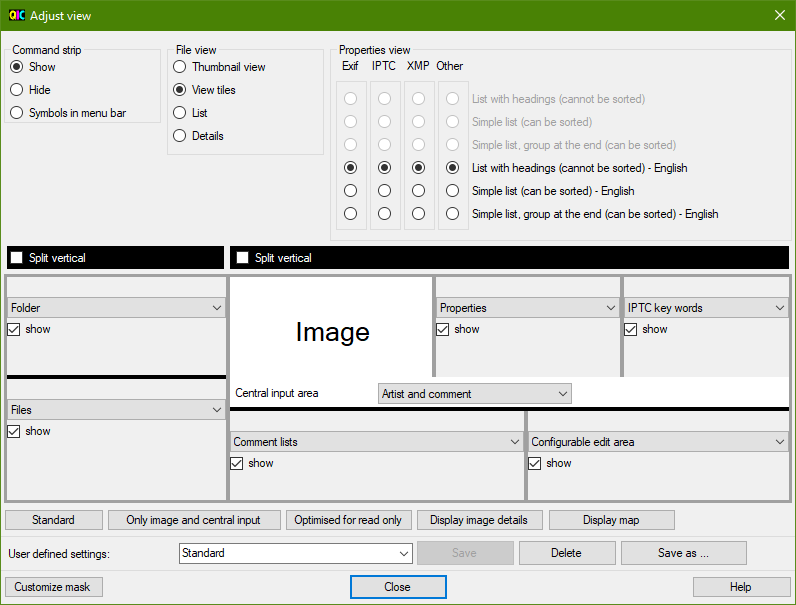 QIC Adjust view
Command strip
Show
Hide
Symbols in menu bar
File view
Thumbnail view
View tiles
List
Details
Properties view
Exif IPTC XMP Other
List with headings (cannot be sorted)
Simple list (can be sorted)
Simple list, group at the end (can be sorted)
List with headings (cannot be sorted) - English
Simple list (can be sorted) - English
Simple list, group at the end (can be sorted) - English
Split vertical
Split vertical
Folder
show
Files
show
Image
Properties
show
IPTC key words
show
Central input area Artist and comment
Comment lists
show
Configurable edit area
show
Standard Only image and central input Optimised for read only Display image details Display map
User defined settings: Standard Save Delete Save as ...
Customize mask Close Help